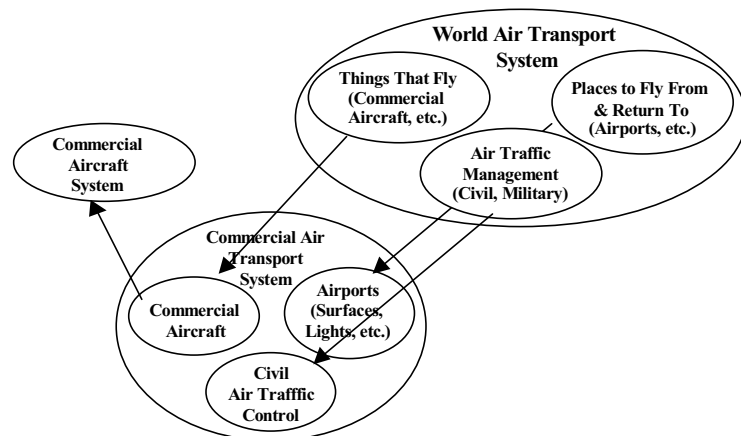 World Air Transport
System
Things That Fly
(Commercial
Aircraft, etc.)
Places to Fly From
& Return To
(Airports, etc.)
Air Traffic
Management
(Civil, Military)
Commercial
Aircraft
System
Commercial Air
Transport
System
Commercial
Aircraft
Airports
(Surfaces,
Lights, etc.)
Civil
Air Trafffic
Control